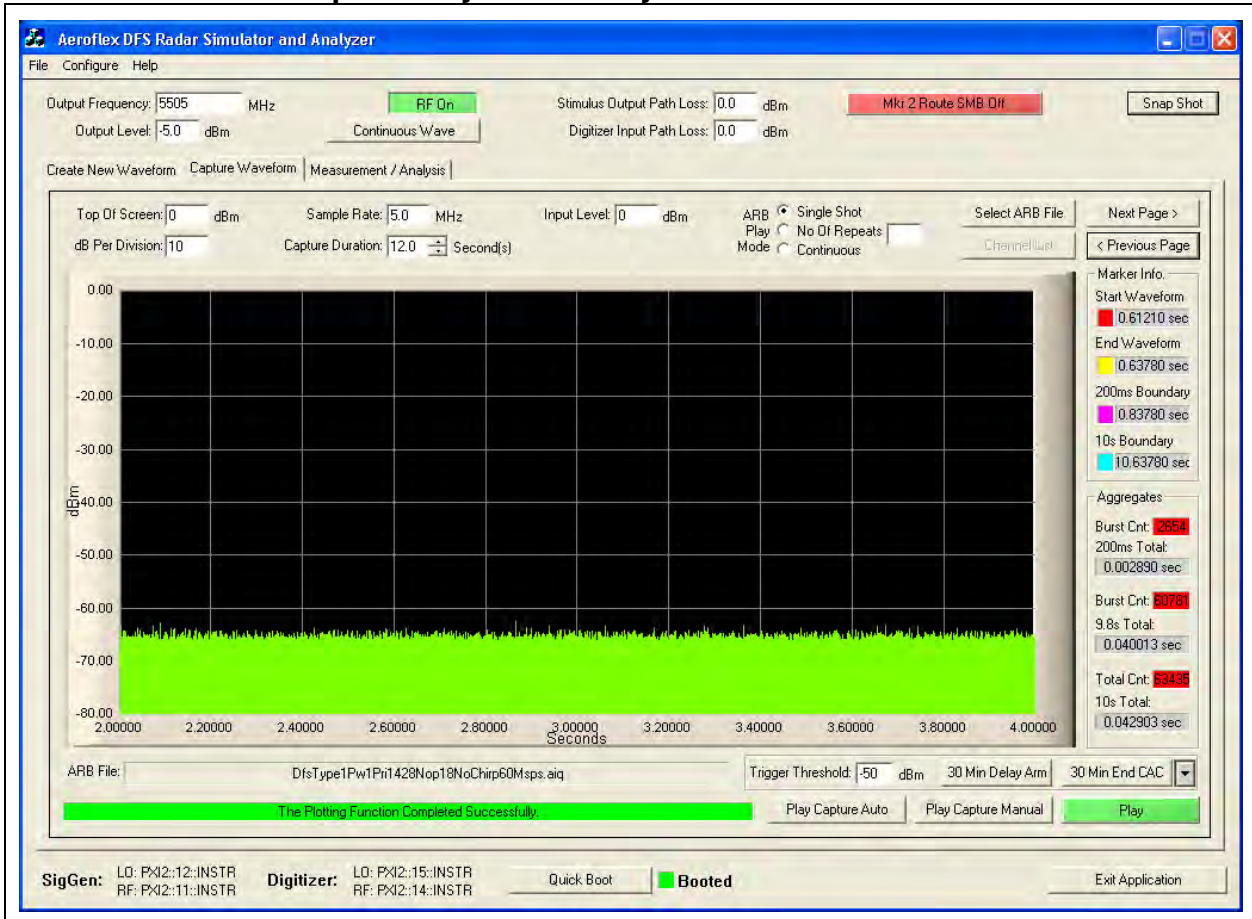 Aeroflex DFS Radar Simulator and Analyzer
File Configure Help
Output Frequency: 5505 MHz RF On Stimulus Output Path Loss: 0.0 dBm Mkr 2 Route SMB Off Snap Shot
Output Level: -5.0 dBm Continuous Wave Digitizer Input Path Loss: 0.0 dBm
Create New Waveform Capture Waveform Measurement / Analysis
Top Of Screen: 0 dBm Sample Rate: 5.0 MHz Input Level: 0 dBm ARB Play Mode Single Shot Select ARB File Next Page >
No Of Repeats
dB Per Division: 10 Capture Duration: 12.0 Second(s) Continuous Channel List < Previous Page
Marker Info.
Start Waveform
0.61210 sec
End Waveform
0.63780 sec
200ms Boundary
0.83780 sec
10s Boundary
10.63780 sec
Aggregates
Burst Cnt: 2654
200ms Total:
0.002890 sec
Burst Cnt: 60781
9.8s Total:
0.040013 sec
Total Cnt: 63435
10s Total:
0.042903 sec
0.00
-10.00
-20.00
-30.00
-40.00
-50.00
-60.00
-70.00
-80.00
dBm
2.00000 2.20000 2.40000 2.60000 2.80000 3.00000 3.20000 3.40000 3.60000 3.80000 4.00000
Seconds
ARB File: DfsType1Pw1Pri1428Nop18NoChirp60Msps.aiq Trigger Threshold: -50 dBm 30 Min Delay Arm 30 Min End CAC
The Plotting Function Completed Successfully. Play Capture Auto Play Capture Manual Play
SigGen: LO: PXI2::12::INSTR Digitizer: LO: PXI2::15::INSTR Quick Boot Booted Exit Application
RF: PXI2::11::INSTR RF: PXI2::14::INSTR